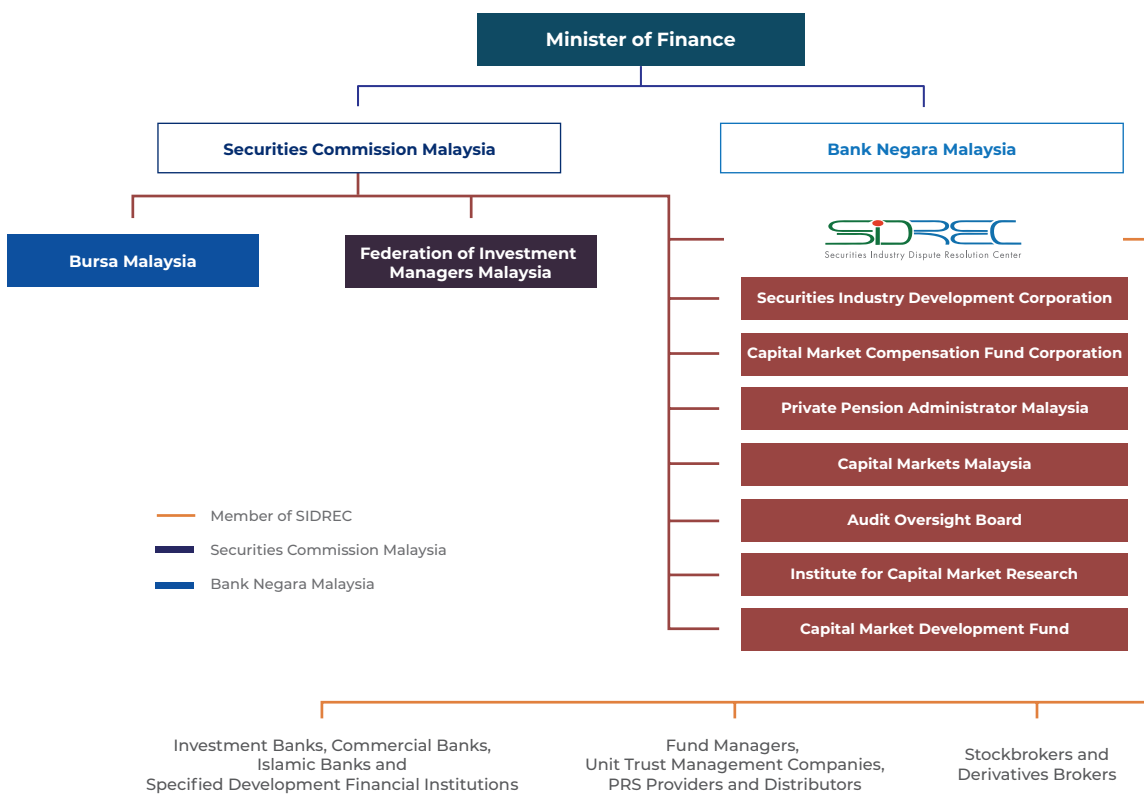 Minister of Finance
Securities Commission Malaysia
Bank Negara Malaysia
Bursa Malaysia
Federation of Investment
Managers Malaysia
SIDREC
Securities Industry Dispute Resolution Center
Securities Industry Development Corporation
Capital Market Compensation Fund Corporation
Private Pension Administrator Malaysia
Capital Markets Malaysia
Audit Oversight Board
Institute for Capital Market Research
Capital Market Development Fund
Member of SIDREC
Securities Commission Malaysia
Bank Negara Malaysia
Investment Banks, Commercial Banks,
Islamic Banks and
Specified Development Financial Institutions
Fund Managers,
Unit Trust Management Companies,
PRS Providers and Distributors
Stockbrokers and
Derivatives Brokers